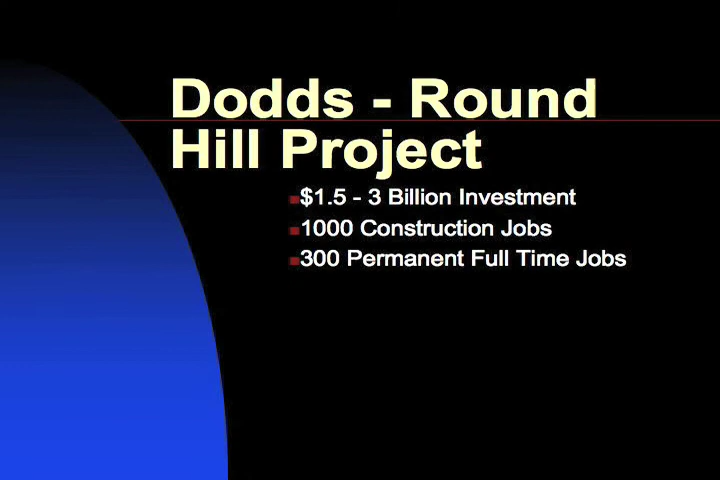 Dodds - Round
Hill Project
$1.5 - 3 Billion Investment
1000 Construction Jobs
300 Permanent Full Time Jobs